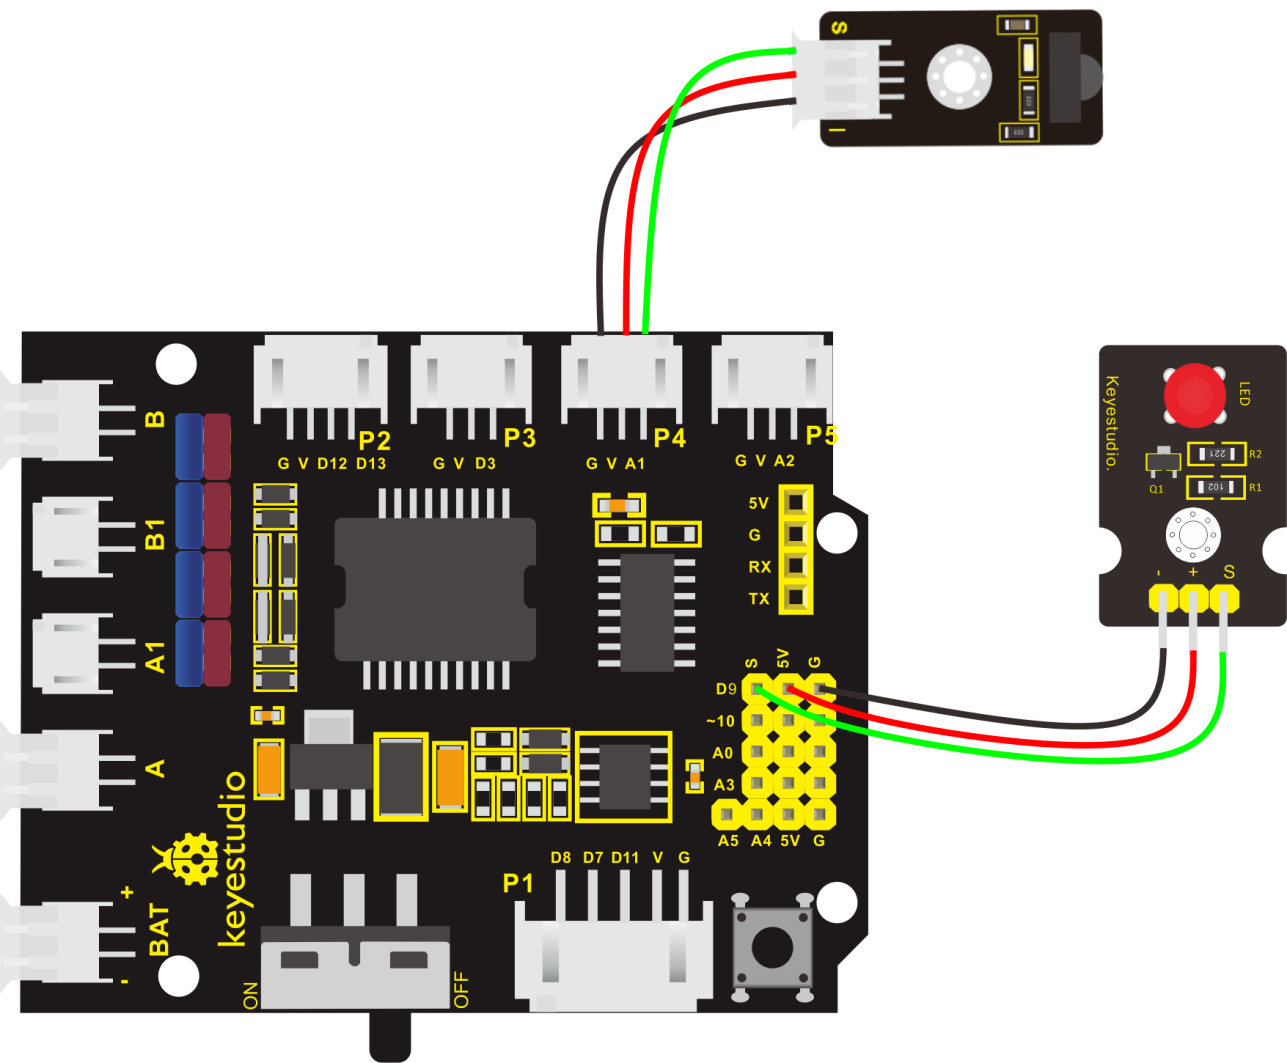 S
I
P2
P3
P4
P5
G V D12 D13
G V D3
G V A1
G V A2
B
B1
A1
A
5V
G
RX
TX
Keyestudio.
LED
221
R2
Q1
102
R1
- + S
S 5V G
D9
~10
A0
A3
A5 A4 5V G
keyestudio
+
BAT
-
P1
D8 D7 D11 V G
ON
OFF